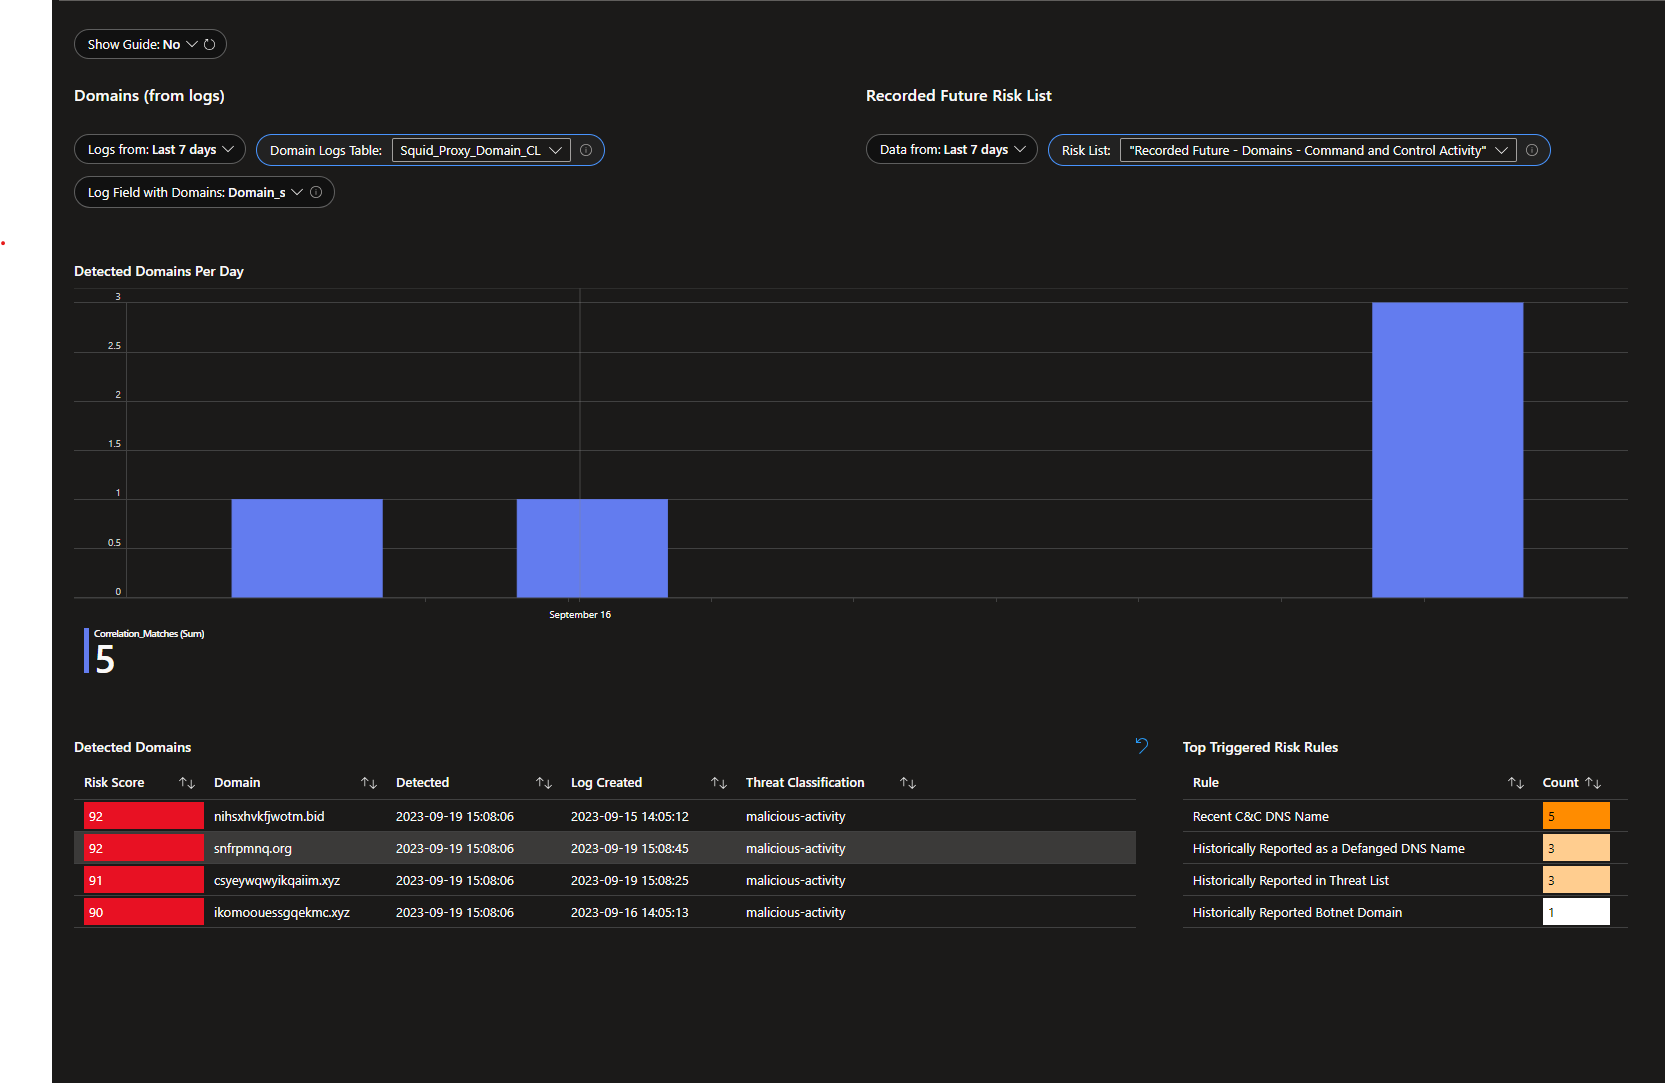 Show Guide: No
Domains (from logs)
Recorded Future Risk List
Logs from: Last 7 days
Domain Logs Table: Squid_Proxy_Domain_CL
Data from: Last 7 days
Risk List: "Recorded Future - Domains - Command and Control Activity"
Log Field with Domains: Domain_s
Detected Domains Per Day
3
2.5
2
1.5
1
0.5
0
September 16
Correlation_Matches (Sum)
5
Detected Domains
Risk Score Domain Detected Log Created Threat Classification
92 nihsxhvkfjwotm.bid 2023-09-19 15:08:06 2023-09-15 14:05:12 malicious-activity
92 snfrpmnq.org 2023-09-19 15:08:06 2023-09-19 15:08:45 malicious-activity
91 csyeywqwyikqaiim.xyz 2023-09-19 15:08:06 2023-09-19 15:08:25 malicious-activity
90 ikomoouessgqekmc.xyz 2023-09-19 15:08:06 2023-09-16 14:05:13 malicious-activity
Top Triggered Risk Rules
Rule Count
Recent C&C DNS Name 5
Historically Reported as a Defanged DNS Name 3
Historically Reported in Threat List 3
Historically Reported Botnet Domain 1